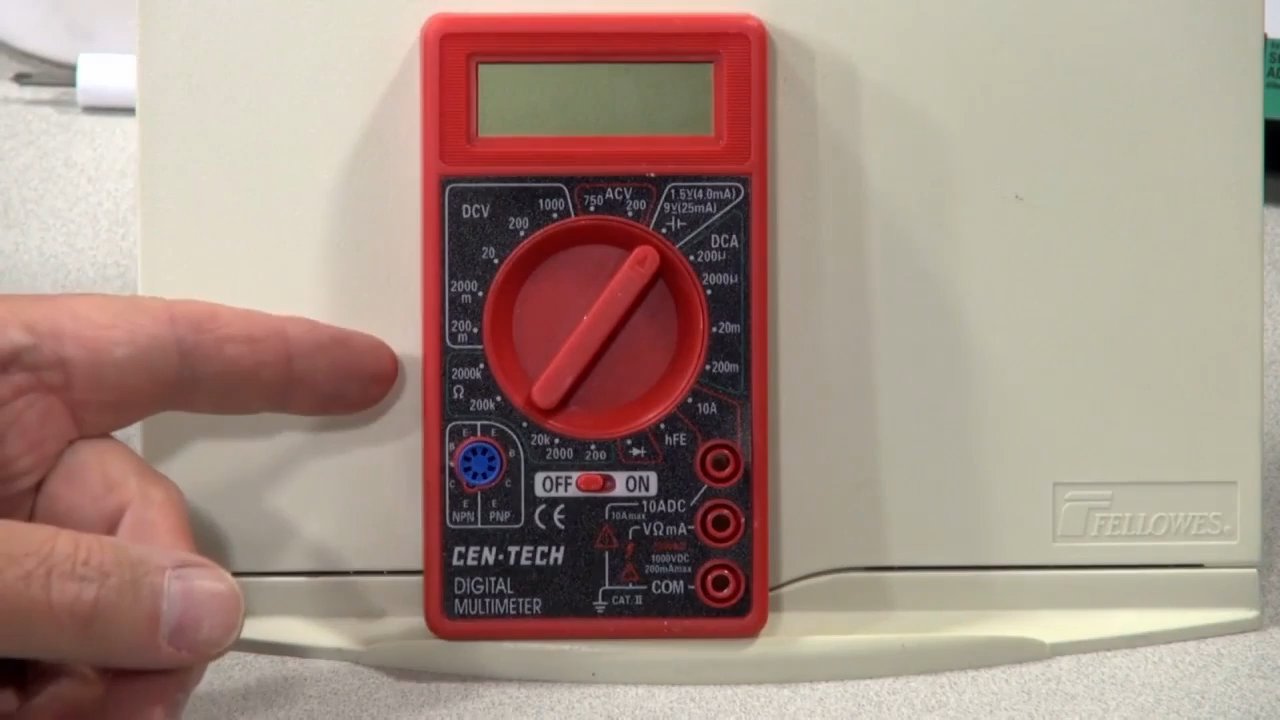 DCV
1000
750
ACV
200
1.5V(4.0mA)
9V(25mA)
200
DCA
200µ
20
2000µ
2000
m
20m
200
m
200m
2000k
Ω
200k
10A
20k
2000
200
hFE
E E
B B
C C
E E
NPN PNP
OFF ON
10ADC
10Amax
VΩmA
1000VDC
200mAmax
COM
CAT. II
CE
CEN-TECH
DIGITAL
MULTIMETER
FELLOWES